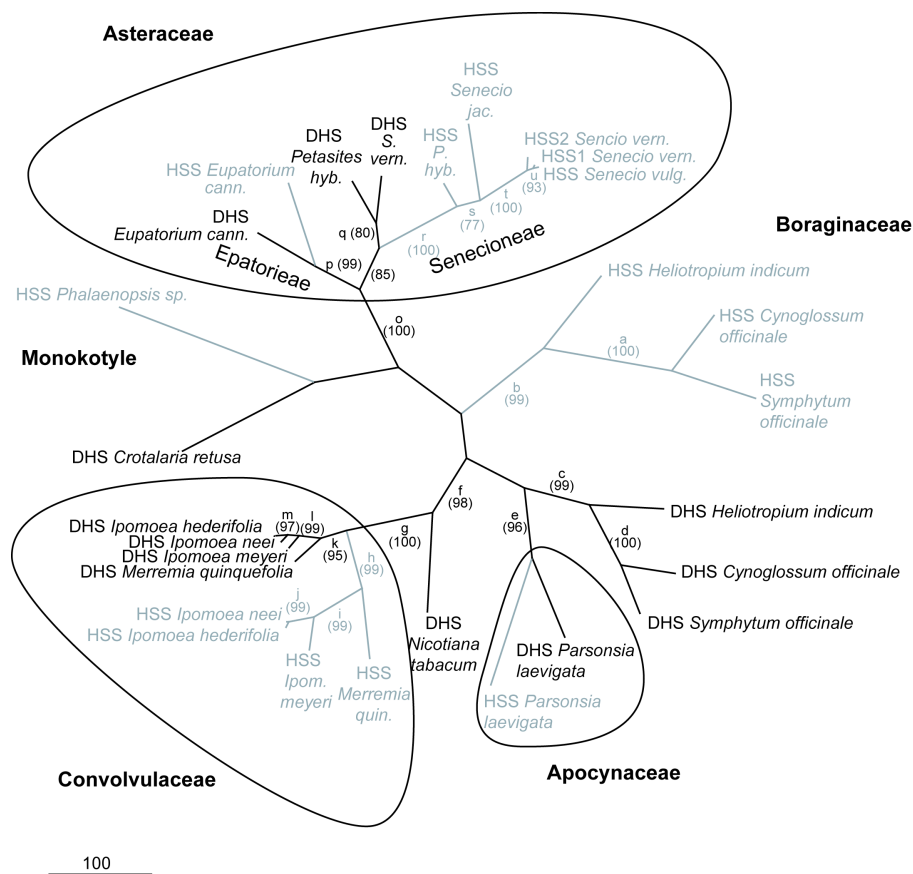 Asteraceae
HSS
Senecio
jac.
DHS
S.
vern.
DHS
Petasites
hyb.
HSS
P.
hyb.
HSS2 Sencio vern.
HSS1 Senecio vern.
HSS Senecio vulg.
u
(93)
t
(100)
s
(77)
r
(100)
HSS Eupatorium
cann.
DHS
Eupatorium cann.
q (80)
p (99)
(85)
Epatorieae
Senecioneae
Boraginaceae
HSS Heliotropium indicum
HSS Phalaenopsis sp.
o
(100)
HSS Cynoglossum
officinale
a
(100)
Monokotyle
b
(99)
HSS
Symphytum
officinale
DHS Crotalaria retusa
c
(99)
f
(98)
e
(96)
d
(100)
g
(100)
DHS Heliotropium indicum
m
(97)
l
(99)
k
(95)
DHS Ipomoea hederifolia
DHS Ipomoea neei
DHS Ipomoea meyeri
DHS Merremia quinquefolia
h
(99)
DHS Cynoglossum officinale
j
(99)
i
(99)
HSS Ipomoea neei
HSS Ipomoea hederifolia
DHS
Nicotiana
tabacum
DHS Symphytum officinale
DHS Parsonsia
laevigata
HSS
Ipom.
meyeri
HSS
Merremia
quin.
HSS Parsonsia
laevigata
Convolvulaceae
Apocynaceae
100